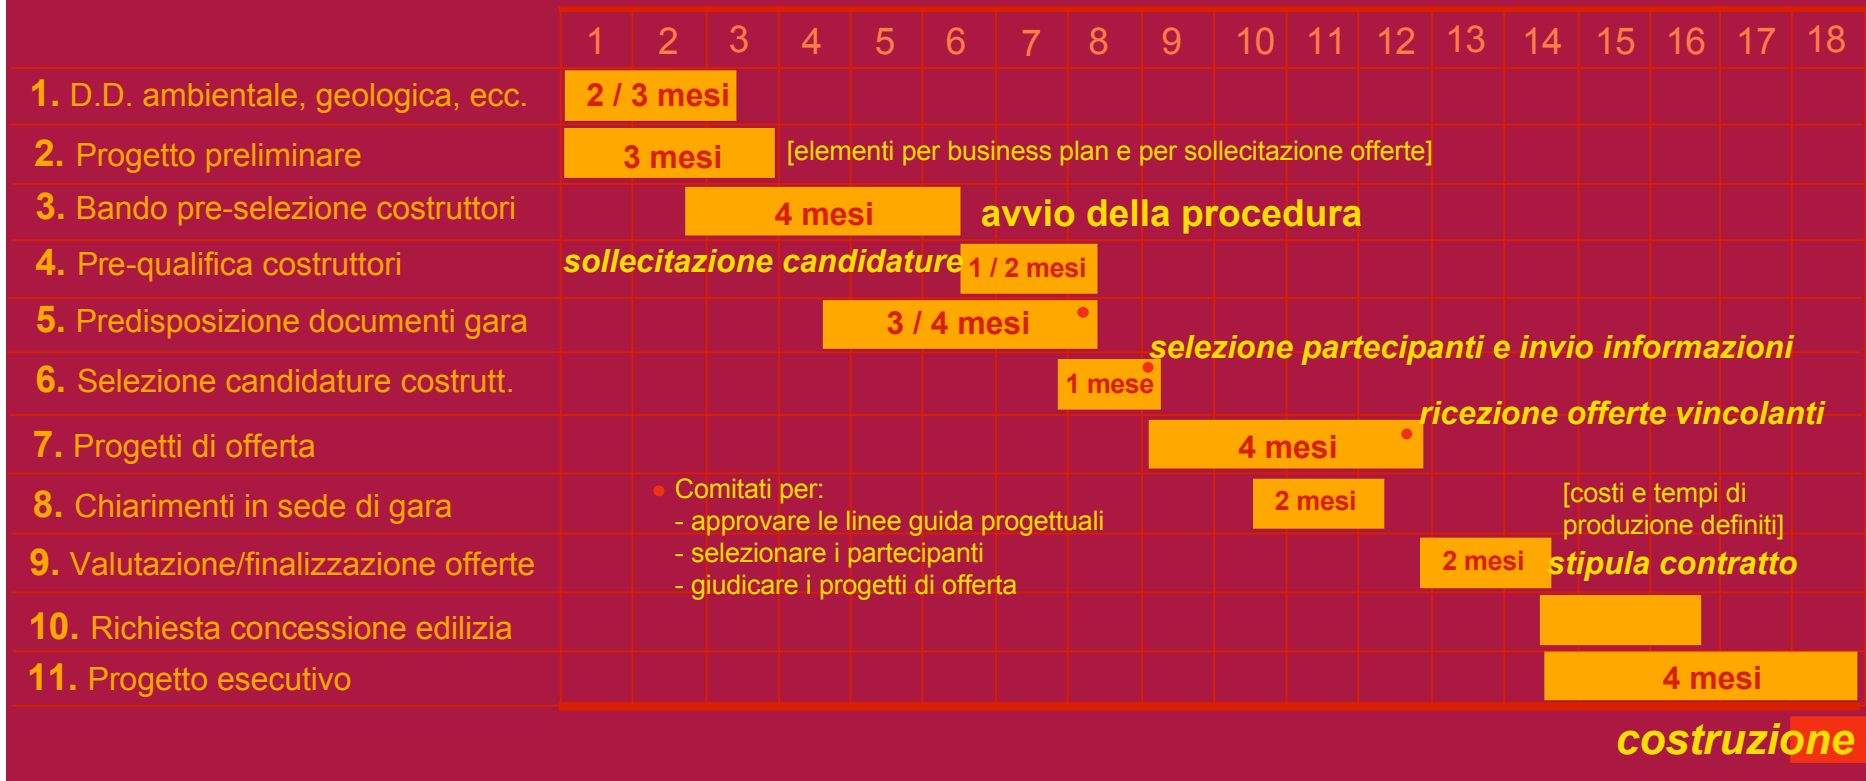 1 2 3 4 5 6 7 8 9 10 11 12 13 14 15 16 17 18
1. D.D. ambientale, geologica, ecc. 2 / 3 mesi
2. Progetto preliminare 3 mesi [elementi per business plan e per sollecitazione offerte]
3. Bando pre-selezione costruttori 4 mesi avvio della procedura
4. Pre-qualifica costruttori sollecitazione candidature 1 / 2 mesi
5. Predisposizione documenti gara 3 / 4 mesi
selezione partecipanti e invio informazioni
6. Selezione candidature costrutt. 1 mese
ricezione offerte vincolanti
7. Progetti di offerta 4 mesi
8. Chiarimenti in sede di gara 2 mesi
• Comitati per:
- approvare le linee guida progettuali
- selezionare i partecipanti
- giudicare i progetti di offerta
[costi e tempi di
produzione definiti]
9. Valutazione/finalizzazione offerte 2 mesi stipula contratto
10. Richiesta concessione edilizia
11. Progetto esecutivo 4 mesi
costruzione